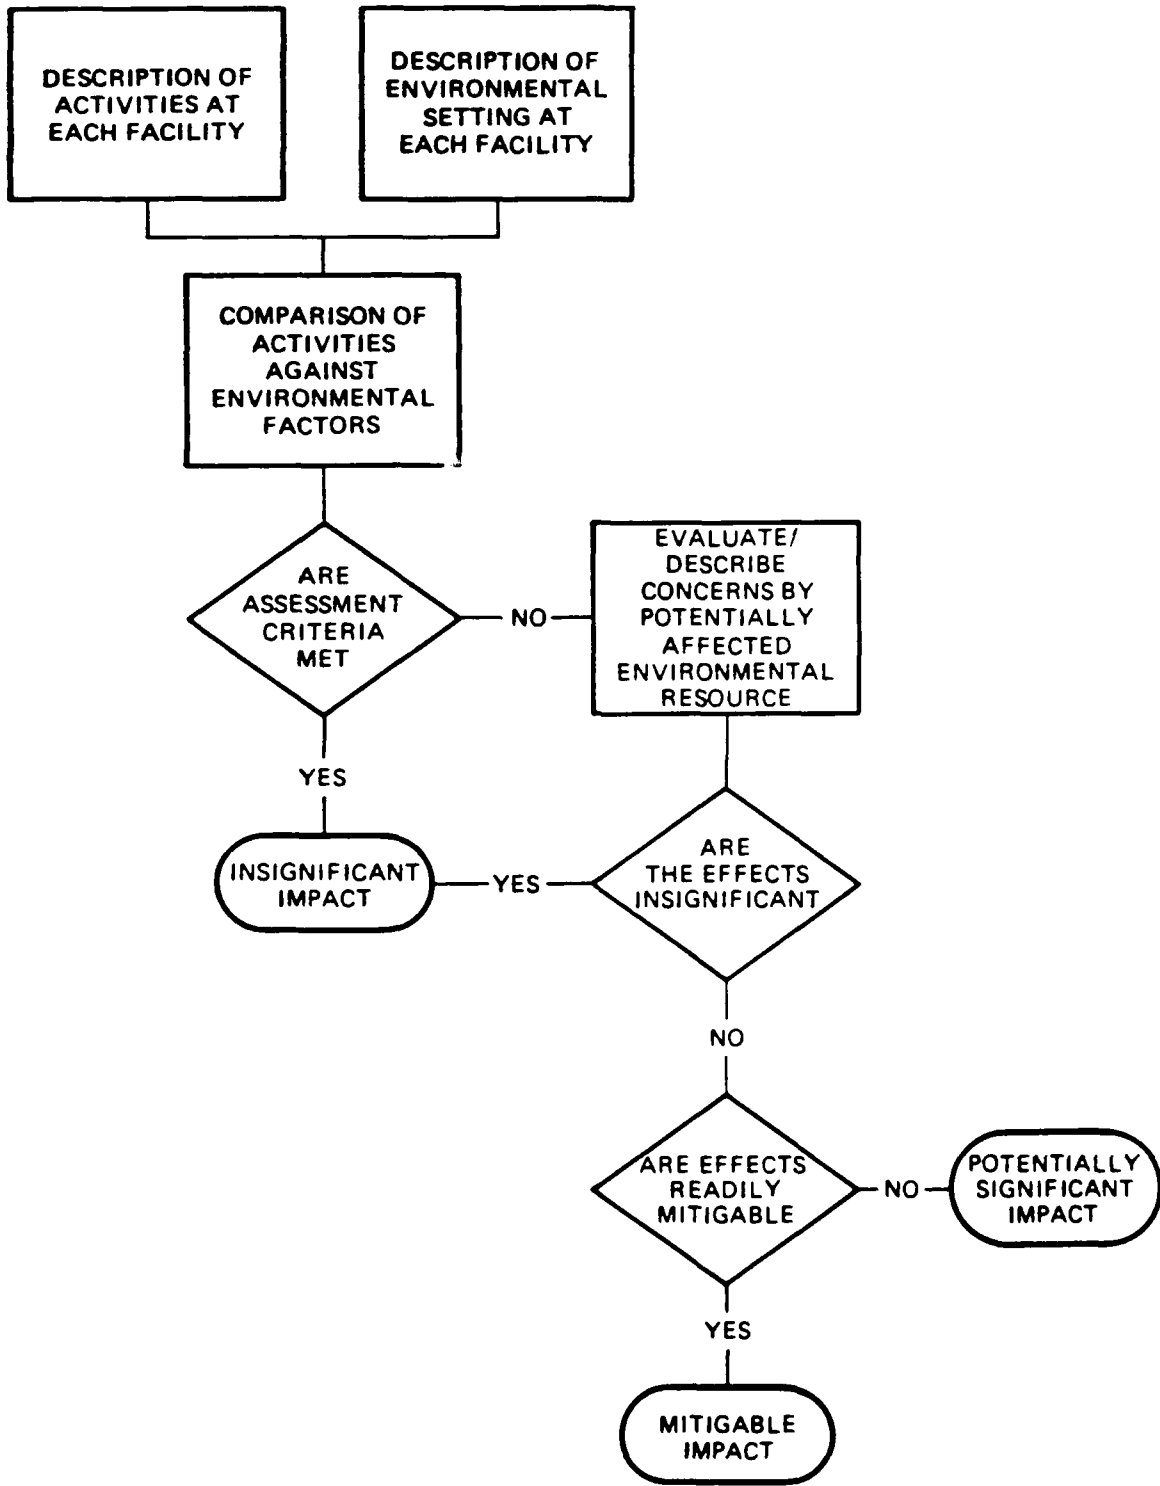 DESCRIPTION OF
ACTIVITIES AT
EACH FACILITY
DESCRIPTION OF
ENVIRONMENTAL
SETTING AT
EACH FACILITY
COMPARISON OF
ACTIVITIES
AGAINST
ENVIRONMENTAL
FACTORS
ARE
ASSESSMENT
CRITERIA
MET
NO
EVALUATE/
DESCRIBE
CONCERNS BY
POTENTIALLY
AFFECTED
ENVIRONMENTAL
RESOURCE
YES
INSIGNIFICANT
IMPACT
YES
ARE
THE EFFECTS
INSIGNIFICANT
NO
ARE EFFECTS
READILY
MITIGABLE
NO
POTENTIALLY
SIGNIFICANT
IMPACT
YES
MITIGABLE
IMPACT